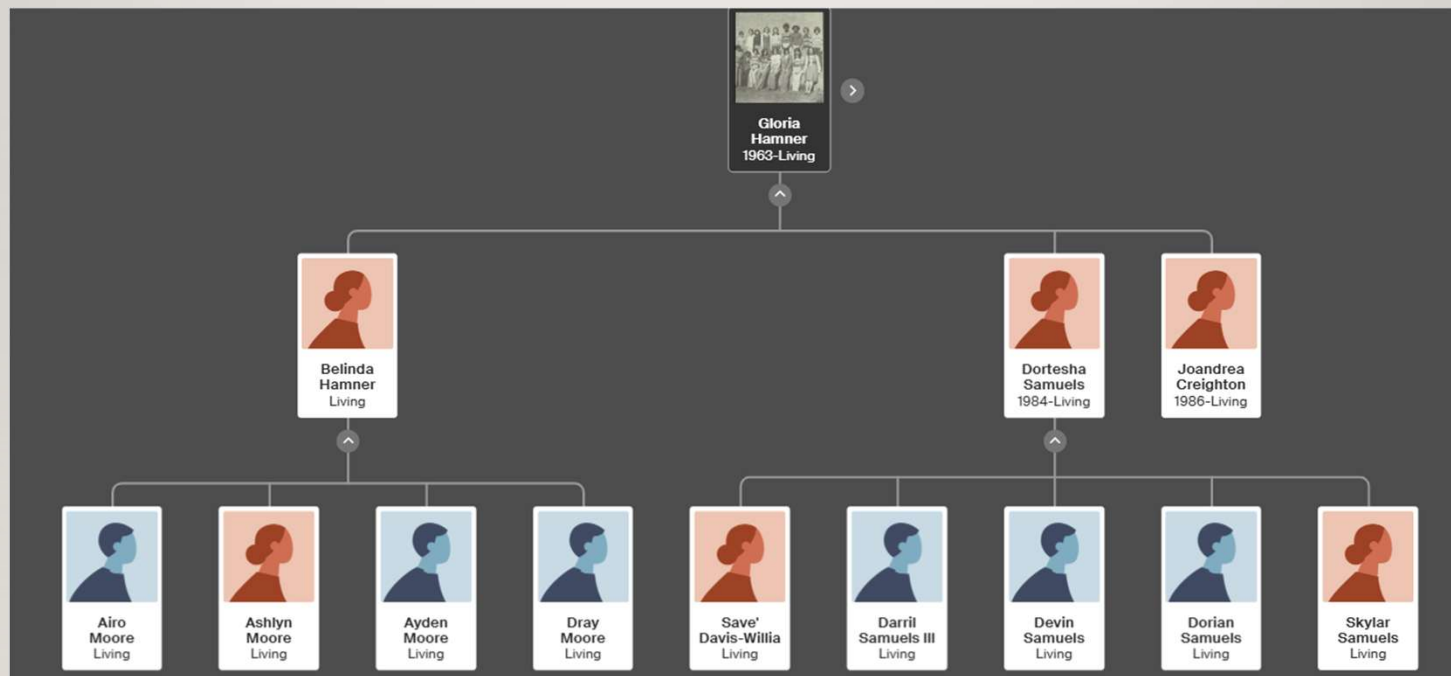 Gloria
Hamner
1963-Living
Belinda
Hamner
Living
Dortesha
Samuels
1984-Living
Joandrea
Creighton
1986-Living
Airo
Moore
Living
Ashlyn
Moore
Living
Ayden
Moore
Living
Dray
Moore
Living
Save'
Davis-Willia
Living
Darril
Samuels III
Living
Devin
Samuels
Living
Dorian
Samuels
Living
Skylar
Samuels
Living